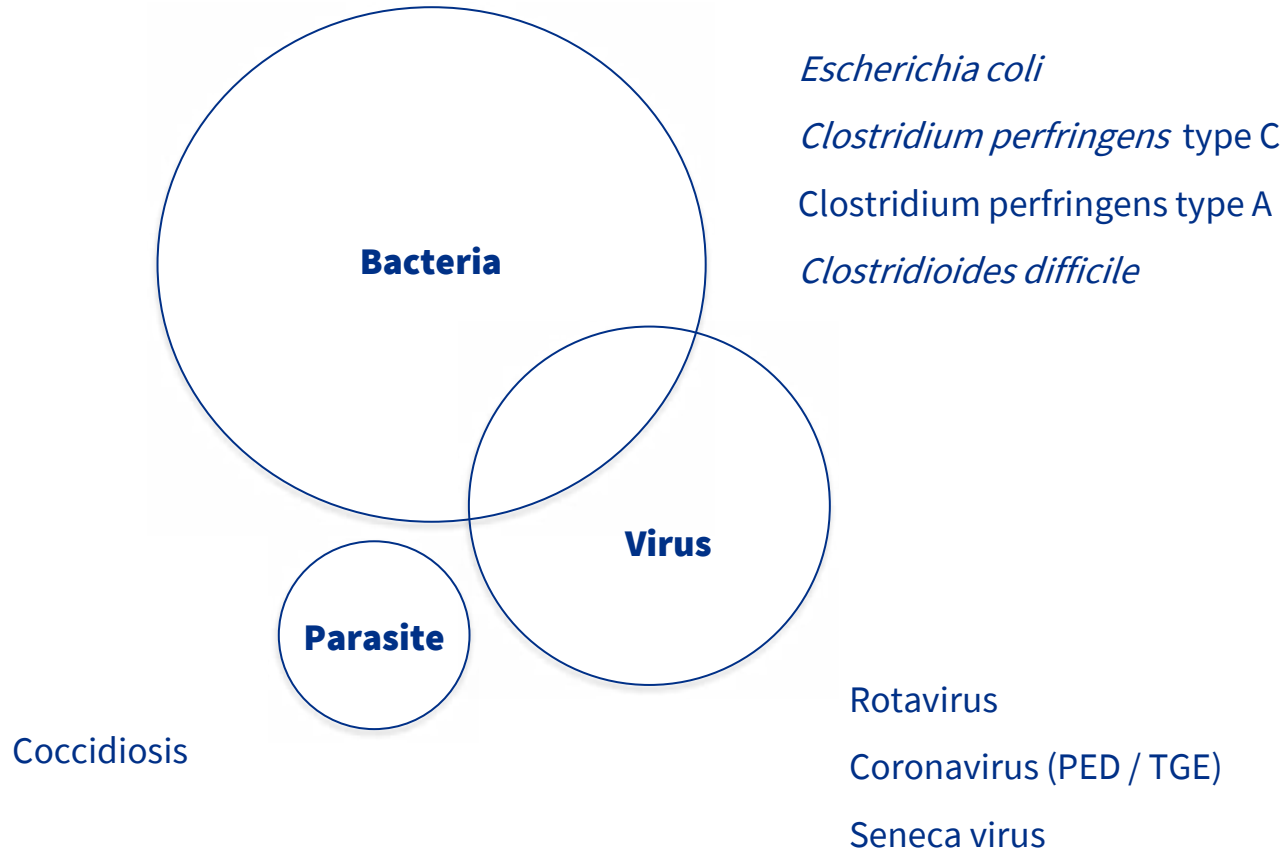 Escherichia coli
Clostridium perfringens type C
Clostridium perfringens type A
Clostridioides difficile
Bacteria
Virus
Parasite
Rotavirus
Coccidiosis
Coronavirus (PED / TGE)
Seneca virus